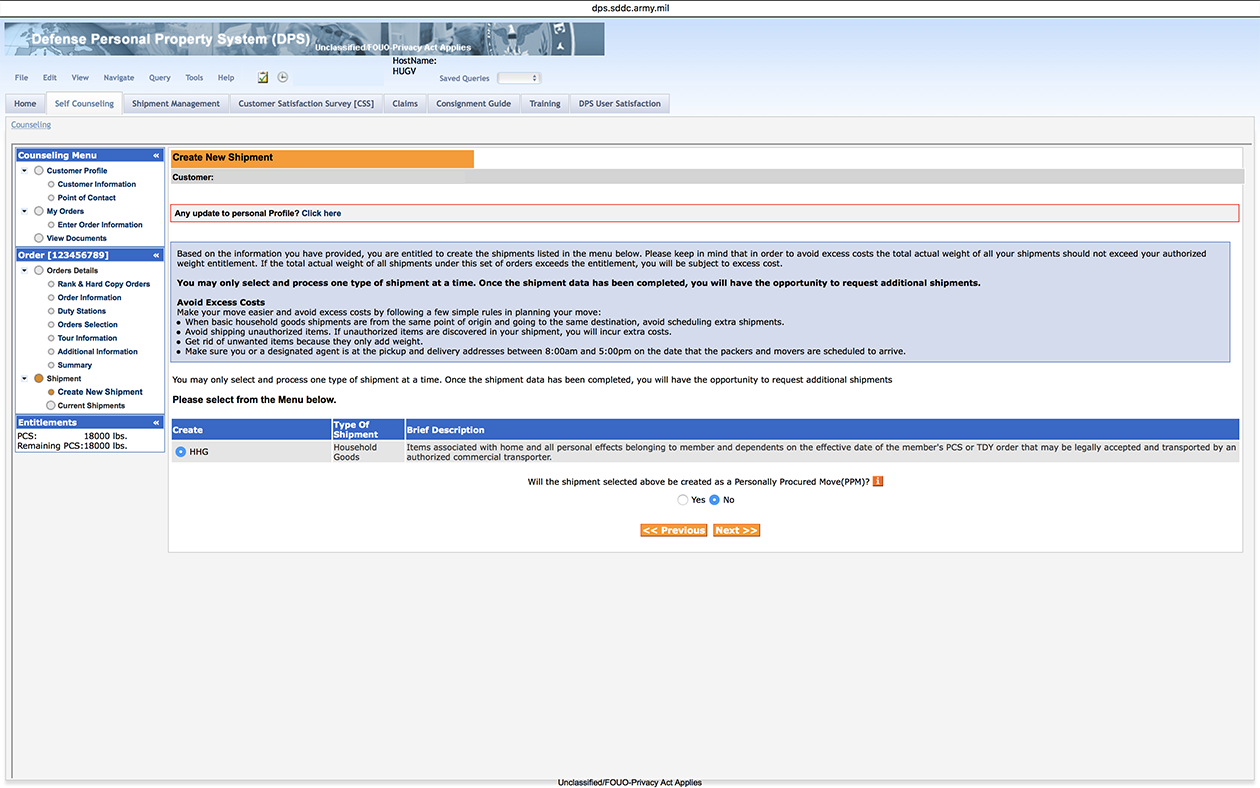 dps.sddc.army.mil
Defense Personal Property System (DPS)
Unclassified/FOUO-Privacy Act Applies
HostName:
HUGV
File Edit View Navigate Query Tools Help
Saved Queries
Home Self Counseling Shipment Management Customer Satisfaction Survey [CSS] Claims Consignment Guide Training DPS User Satisfaction
Counseling
Counseling Menu «
Customer Profile
Customer Information
Point of Contact
My Orders
Enter Order Information
View Documents
Order [123456789] «
Orders Details
Rank & Hard Copy Orders
Order Information
Duty Stations
Orders Selection
Tour Information
Additional Information
Summary
Shipment
Create New Shipment
Current Shipments
Entitlements «
PCS: 18000 lbs.
Remaining PCS:18000 lbs.
Create New Shipment
Customer:
Any update to personal Profile? Click here
Based on the information you have provided, you are entitled to create the shipments listed in the menu below. Please keep in mind that in order to avoid excess costs the total actual weight of all your shipments should not exceed your authorized
weight entitlement. If the total actual weight of all shipments under this set of orders exceeds the entitlement, you will be subject to excess cost.
You may only select and process one type of shipment at a time. Once the shipment data has been completed, you will have the opportunity to request additional shipments.
Avoid Excess Costs
Make your move easier and avoid excess costs by following a few simple rules in planning your move:
• When basic household goods shipments are from the same point of origin and going to the same destination, avoid scheduling extra shipments.
• Avoid shipping unauthorized items. If unauthorized items are discovered in your shipment, you will incur extra costs.
• Get rid of unwanted items because they only add weight.
• Make sure you or a designated agent is at the pickup and delivery addresses between 8:00am and 5:00pm on the date that the packers and movers are scheduled to arrive.
You may only select and process one type of shipment at a time. Once the shipment data has been completed, you will have the opportunity to request additional shipments
Please select from the Menu below.
Create
Type Of
Shipment
Brief Description
HHG
Household
Goods
Items associated with home and all personal effects belonging to member and dependents on the effective date of the member's PCS or TDY order that may be legally accepted and transported by an
authorized commercial transporter.
Will the shipment selected above be created as a Personally Procured Move(PPM)? i
Yes No
<< Previous Next >>
Unclassified/FOUO-Privacy Act Applies